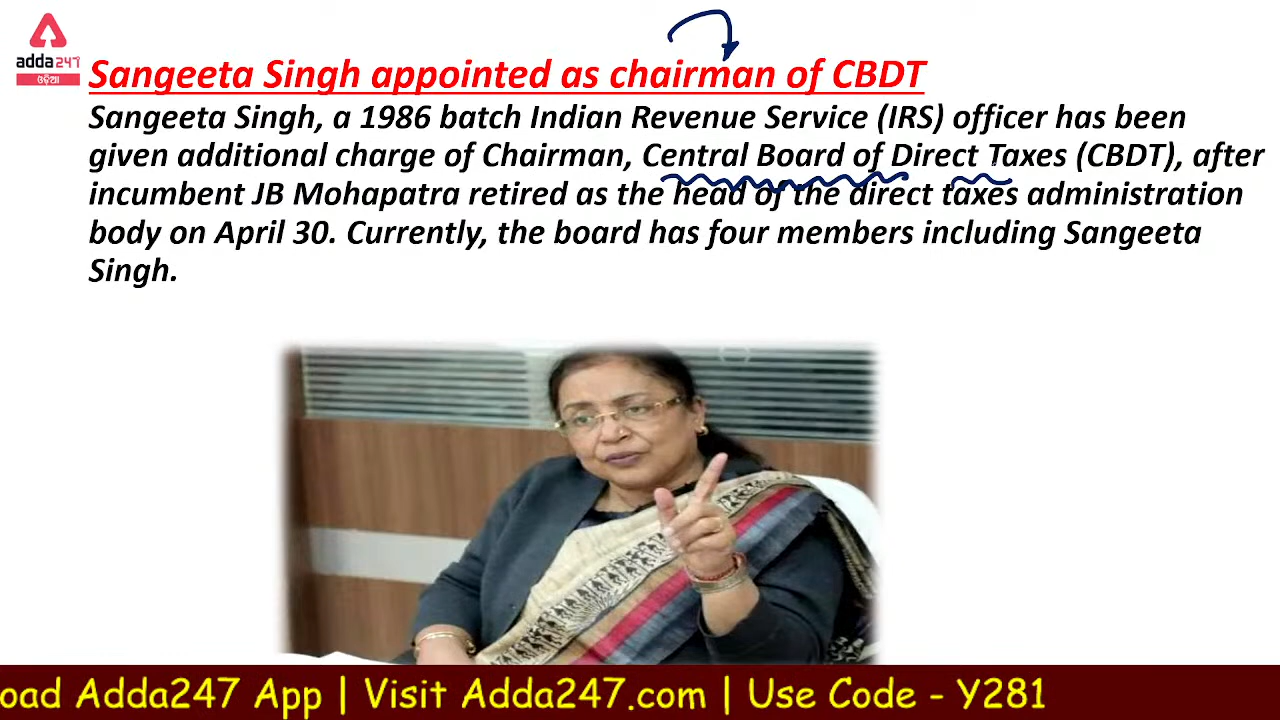 adda247
ଓଡ଼ିଆ
Sangeeta Singh appointed as chairman of CBDT
Sangeeta Singh, a 1986 batch Indian Revenue Service (IRS) officer has been
given additional charge of Chairman, Central Board of Direct Taxes (CBDT), after
incumbent JB Mohapatra retired as the head of the direct taxes administration
body on April 30. Currently, the board has four members including Sangeeta
Singh.
oad Adda247 App | Visit Adda247.com | Use Code - Y281